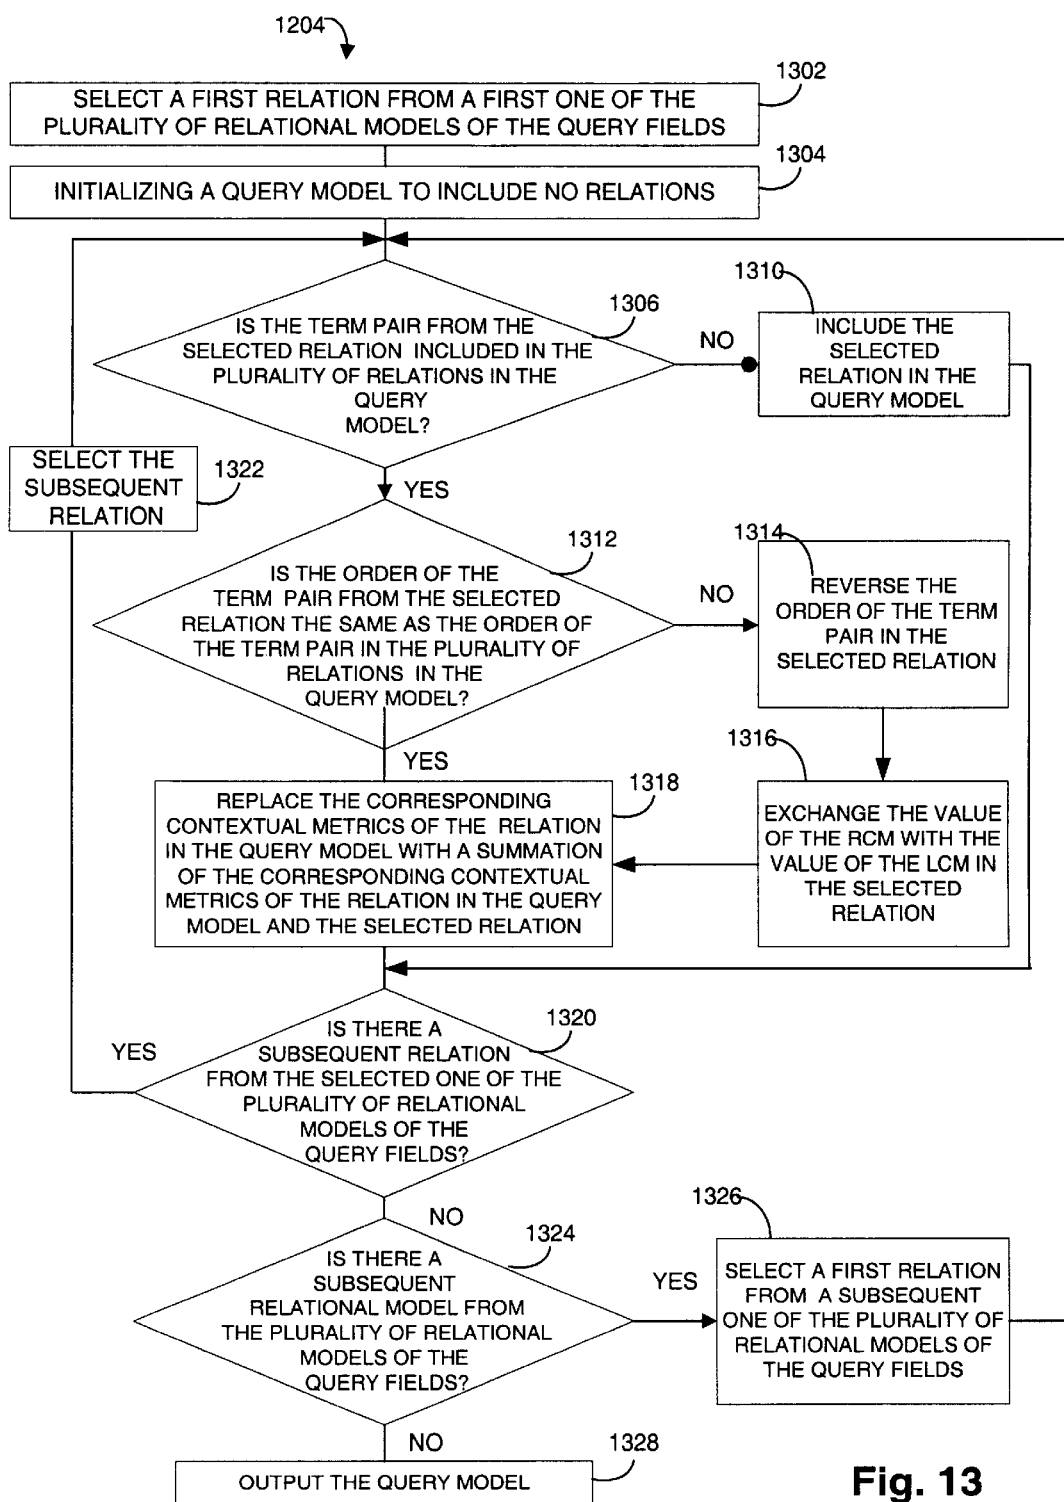 1204
1302
SELECT A FIRST RELATION FROM A FIRST ONE OF THE
PLURALITY OF RELATIONAL MODELS OF THE QUERY FIELDS
1304
INITIALIZING A QUERY MODEL TO INCLUDE NO RELATIONS
1306
IS THE TERM PAIR FROM THE
SELECTED RELATION INCLUDED IN THE
PLURALITY OF RELATIONS IN THE
QUERY
MODEL?
NO
1310
INCLUDE THE
SELECTED
RELATION IN THE
QUERY MODEL
SELECT THE
SUBSEQUENT
RELATION
1322
YES
1312
IS THE ORDER OF THE
TERM PAIR FROM THE SELECTED
RELATION THE SAME AS THE ORDER OF
THE TERM PAIR IN THE PLURALITY OF
RELATIONS IN THE
QUERY MODEL?
NO
1314
REVERSE THE
ORDER OF THE TERM
PAIR IN THE
SELECTED RELATION
YES
1316
EXCHANGE THE VALUE
OF THE RCM WITH THE
VALUE OF THE LCM IN
THE SELECTED
RELATION
1318
REPLACE THE CORRESPONDING
CONTEXTUAL METRICS OF THE RELATION
IN THE QUERY MODEL WITH A SUMMATION
OF THE CORRESPONDING CONTEXTUAL
METRICS OF THE RELATION IN THE QUERY
MODEL AND THE SELECTED RELATION
1320
IS THERE A
SUBSEQUENT RELATION
FROM THE SELECTED ONE OF THE
PLURALITY OF RELATIONAL
MODELS OF THE
QUERY FIELDS?
YES
NO
1324
IS THERE A
SUBSEQUENT
RELATIONAL MODEL FROM
THE PLURALITY OF RELATIONAL
MODELS OF THE
QUERY FIELDS?
YES
1326
SELECT A FIRST RELATION
FROM A SUBSEQUENT
ONE OF THE PLURALITY OF
RELATIONAL MODELS OF
THE QUERY FIELDS
NO
1328
OUTPUT THE QUERY MODEL
Fig. 13